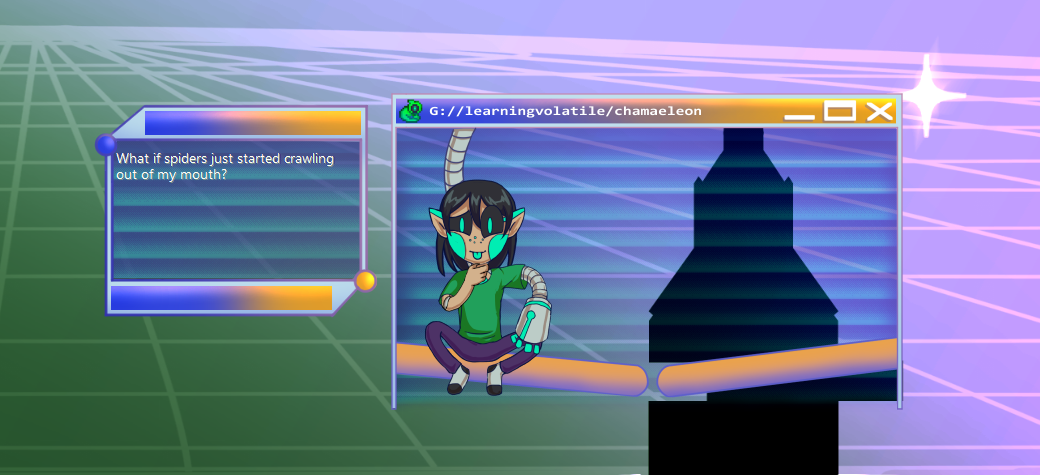 What if spiders just started crawling
out of my mouth?
G://learningvolatile/chamaeleon